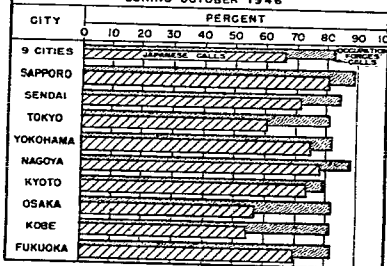 DURING OCTOBER 1946
CITY
PERCENT
0 10 20 30 40 50 60 70 80 90 100
9 CITIES
JAPANESE CALLS
OCCUPATION
FORCES
CALLS
SAPPORO
SENDAI
TOKYO
YOKOHAMA
NAGOYA
KYOTO
OSAKA
KOBE
FUKUOKA